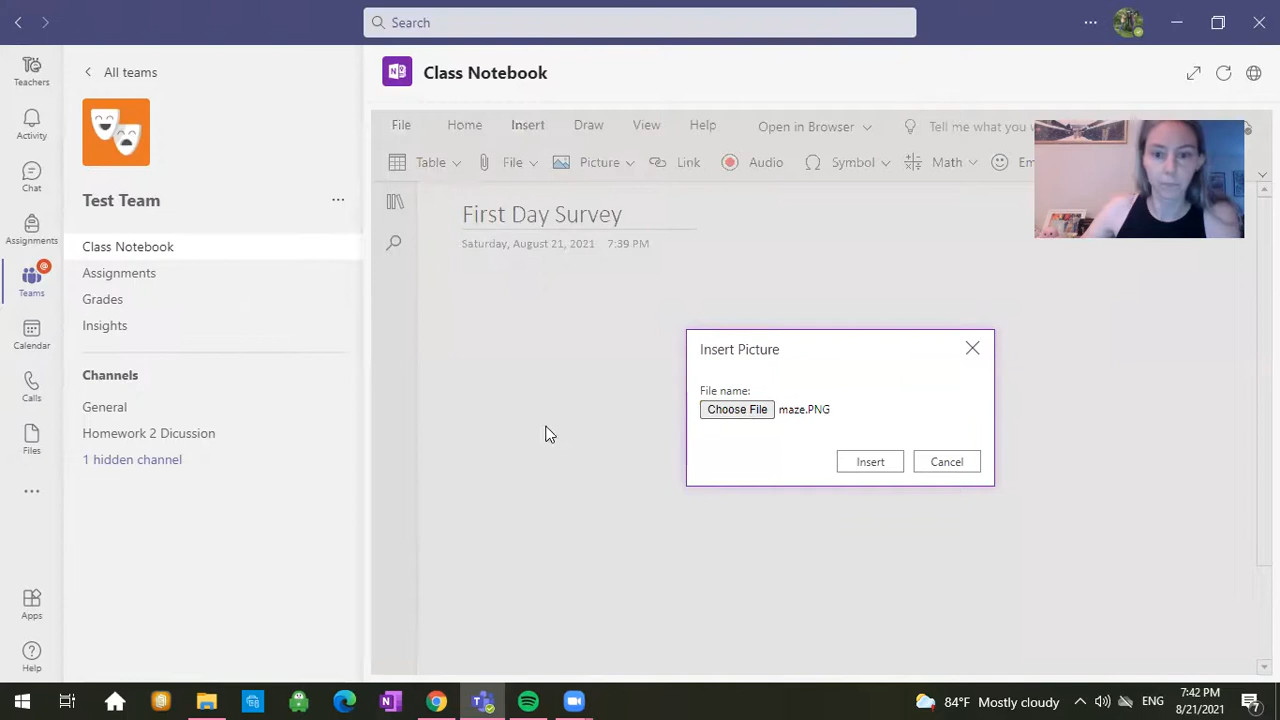 Search
Teachers
Activity
Chat
Assignments
Teams
Calendar
Calls
Files
Apps
Help
All teams
Test Team
Class Notebook
Assignments
Grades
Insights
Channels
General
Homework 2 Dicussion
1 hidden channel
Class Notebook
File Home Insert Draw View Help Open in Browser Tell me what you
Table File Picture Link Audio Symbol Math Em
First Day Survey
Saturday, August 21, 2021 7:39 PM
Insert Picture
File name:
Choose File maze.PNG
Insert Cancel
84°F Mostly cloudy ENG 7:42 PM
8/21/2021 7